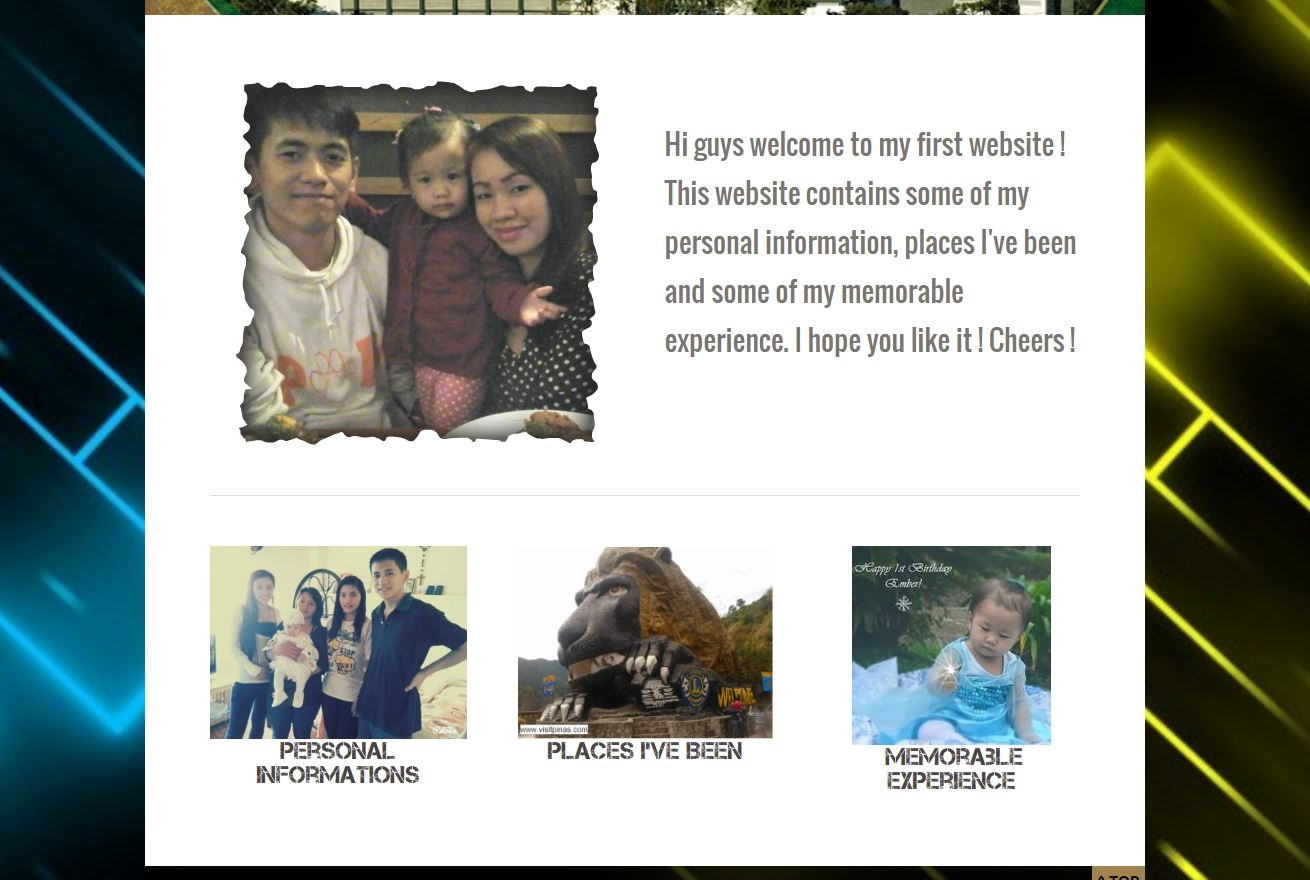 Hi guys welcome to my first website !
This website contains some of my
personal information, places I've been
and some of my memorable
experience. I hope you like it ! Cheers !
Happy 1st Birthday
Ember!
STOP
WELCOME
www.visitpinas.com
PERSONAL
INFORMATIONS
PLACES I'VE BEEN
MEMORABLE
EXPERIENCE
^ TOP